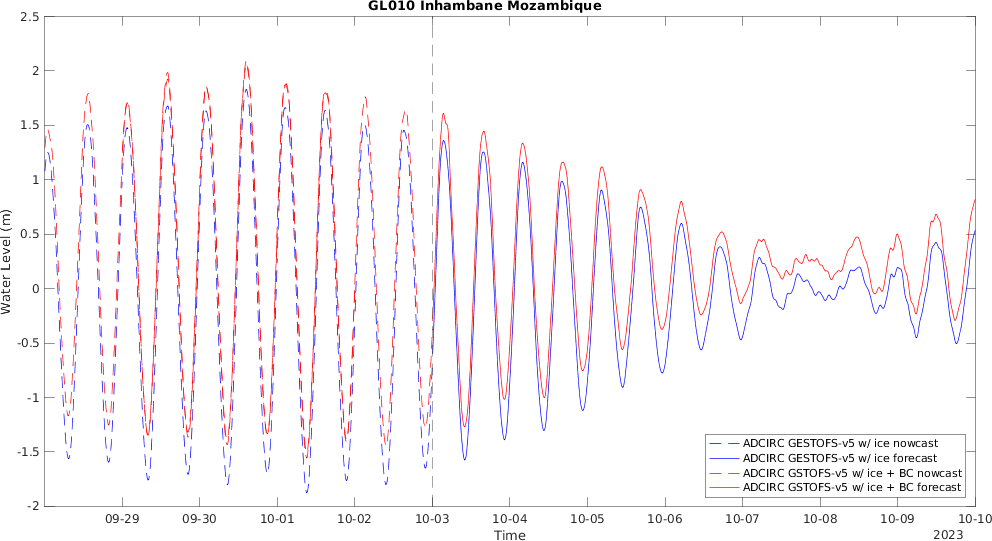 GL010 Inhambane Mozambique
2.5
2
1.5
1
0.5
0
-0.5
-1
-1.5
-2
Water Level (m)
ADCIRC GESTOFS-v5 w/ ice nowcast
ADCIRC GESTOFS-v5 w/ ice forecast
ADCIRC GSTOFS-v5 w/ ice + BC nowcast
ADCIRC GSTOFS-v5 w/ ice + BC forecast
09-29 09-30 10-01 10-02 10-03 10-04 10-05 10-06 10-07 10-08 10-09 10-10
Time
2023